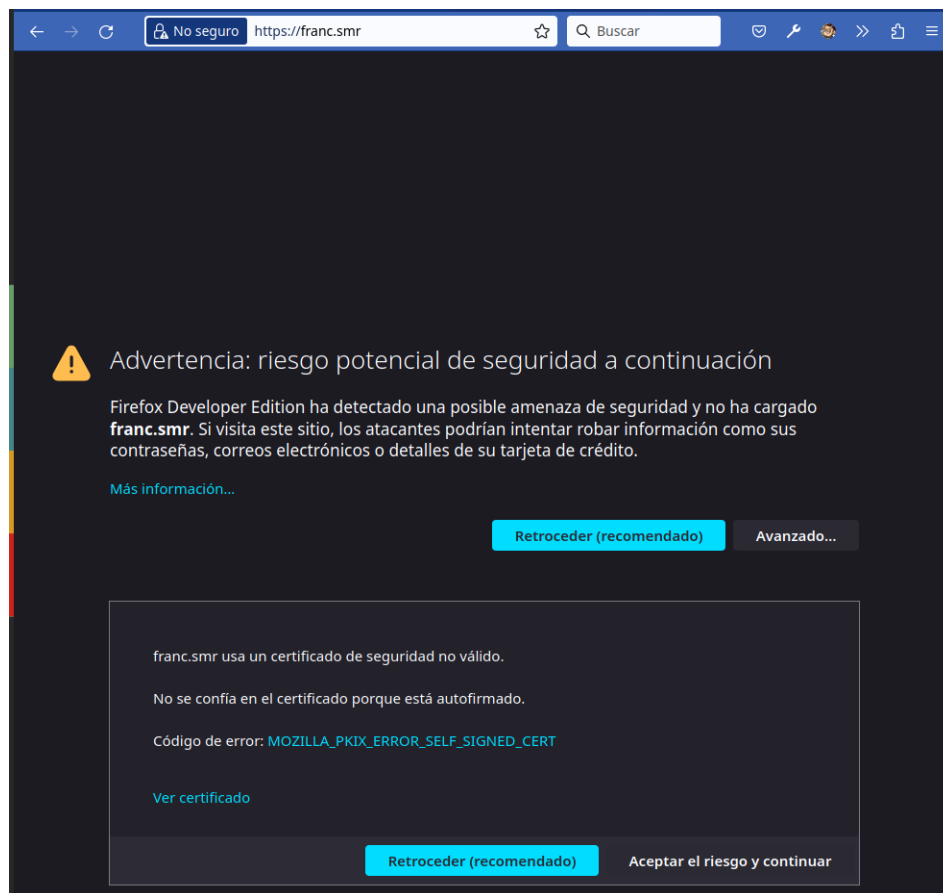 No seguro https://franc.smr Buscar
Advertencia: riesgo potencial de seguridad a continuación
Firefox Developer Edition ha detectado una posible amenaza de seguridad y no ha cargado
franc.smr. Si visita este sitio, los atacantes podrían intentar robar información como sus
contraseñas, correos electrónicos o detalles de su tarjeta de crédito.
Más información...
Retroceder (recomendado) Avanzado...
franc.smr usa un certificado de seguridad no válido.
No se confía en el certificado porque está autofirmado.
Código de error: MOZILLA_PKIX_ERROR_SELF_SIGNED_CERT
Ver certificado
Retroceder (recomendado) Aceptar el riesgo y continuar